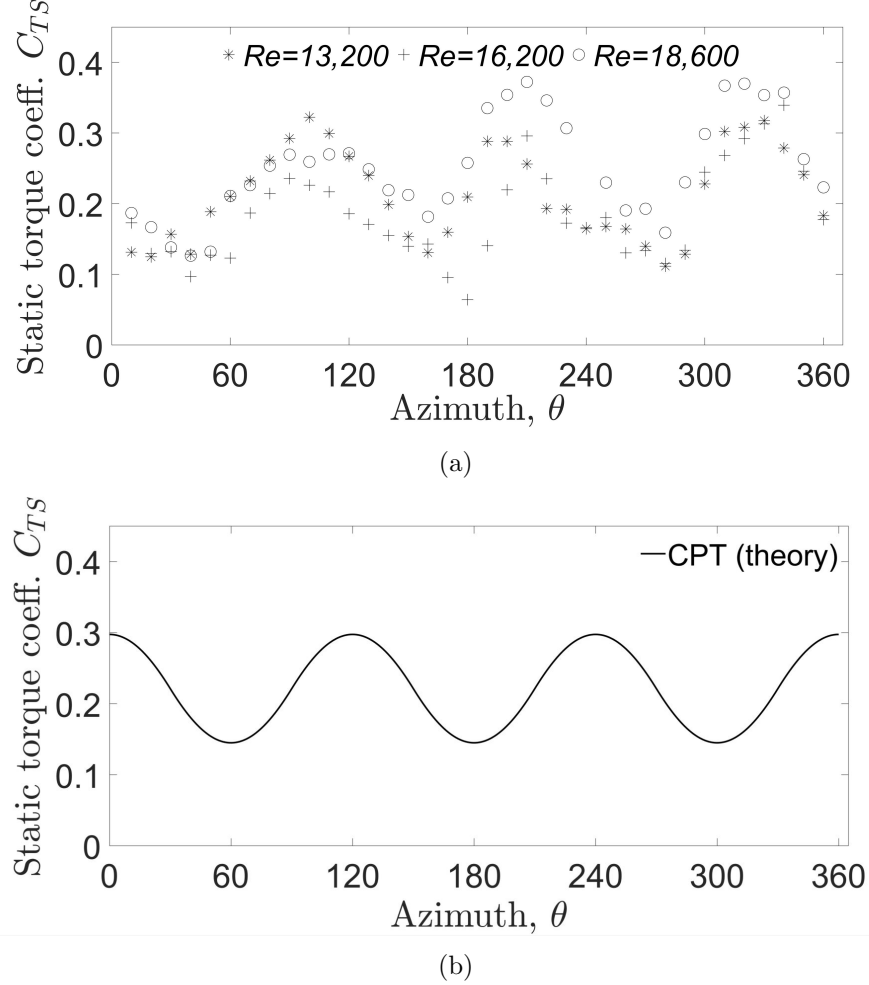 Static torque coeff. C_TS
* Re=13,200 + Re=16,200 ○ Re=18,600
0.4
0.3
0.2
0.1
0
0 60 120 180 240 300 360
Azimuth, θ
(a)
Static torque coeff. C_TS
CPT (theory)
0.4
0.3
0.2
0.1
0
0 60 120 180 240 300 360
Azimuth, θ
(b)